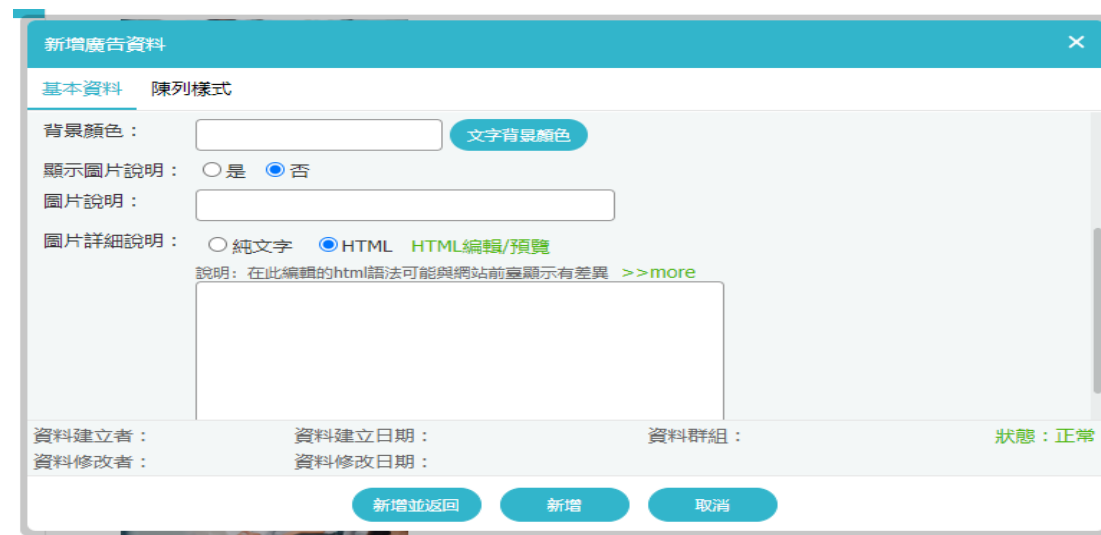 新增廣告資料 ×
基本資料 陳列樣式
背景顏色： 文字背景顏色
顯示圖片說明： 是 否
圖片說明：
圖片詳細說明： 純文字 HTML HTML編輯/預覽
說明：在此編輯的html語法可能與網站前臺顯示有差異 >>more
資料建立者： 資料建立日期： 資料群組： 狀態：正常
資料修改者： 資料修改日期：
新增並返回 新增 取消